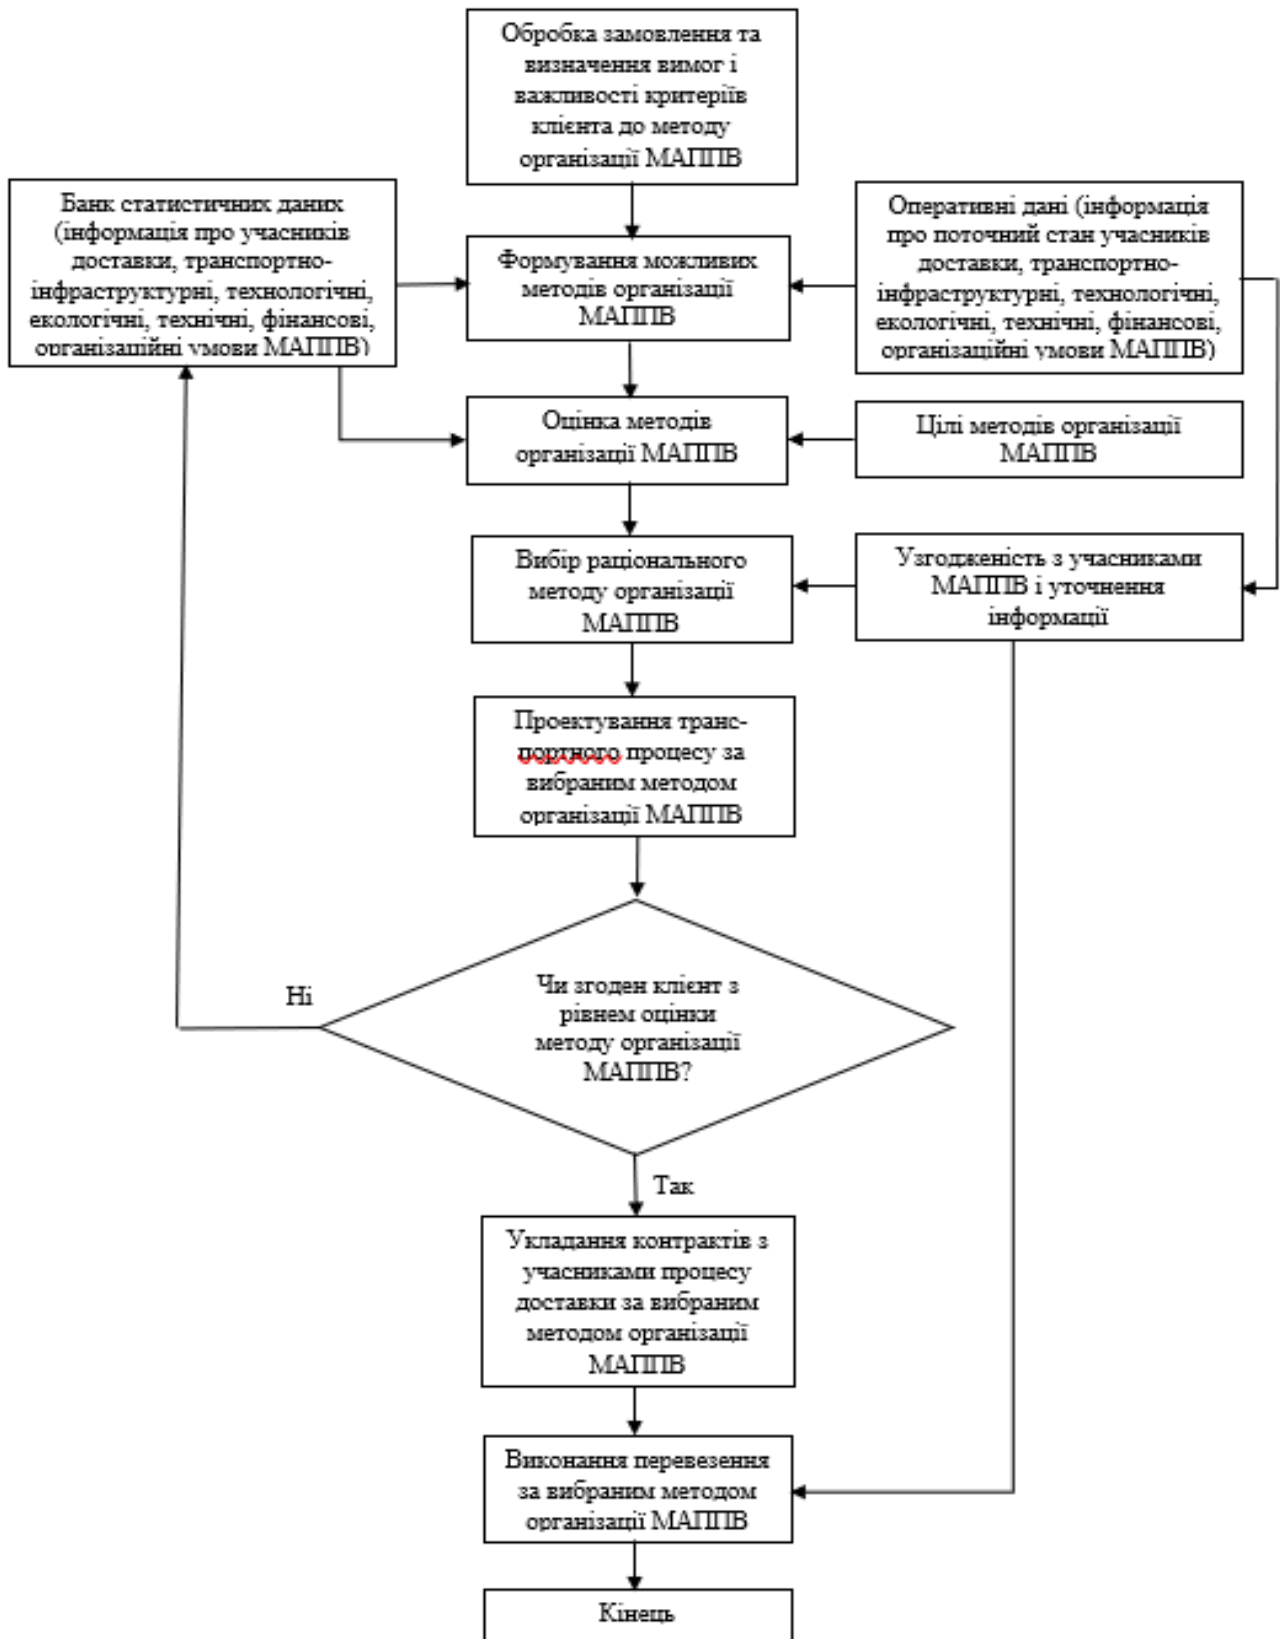 Обробка замовлення та
визначення вимог і
важливості критеріїв
клієнта до методу
організації МАППВ
Банк статистичних даних
(інформація про учасників
доставки, транспортно-
інфраструктурні, технологічні,
екологічні, технічні, фінансові,
організаційні умови МАППВ)
Формування можливих
методів організації
МАППВ
Оперативні дані (інформація
про поточний стан учасників
доставки, транспортно-
інфраструктурні, технологічні,
екологічні, технічні, фінансові,
організаційні умови МАППВ)
Оцінка методів
організації МАППВ
Цілі методів організації
МАППВ
Вибір раціонального
методу організації
МАППВ
Узгодженість з учасниками
МАППВ і уточнення
інформації
Проектування транс-
портного процесу за
вибраним методом
організації МАППВ
Чи згоден клієнт з
рівнем оцінки
методу організації
МАППВ?
Ні
Так
Укладання контрактів з
учасниками процесу
доставки за вибраним
методом організації
МАППВ
Виконання перевезення
за вибраним методом
організації МАППВ
Кінець